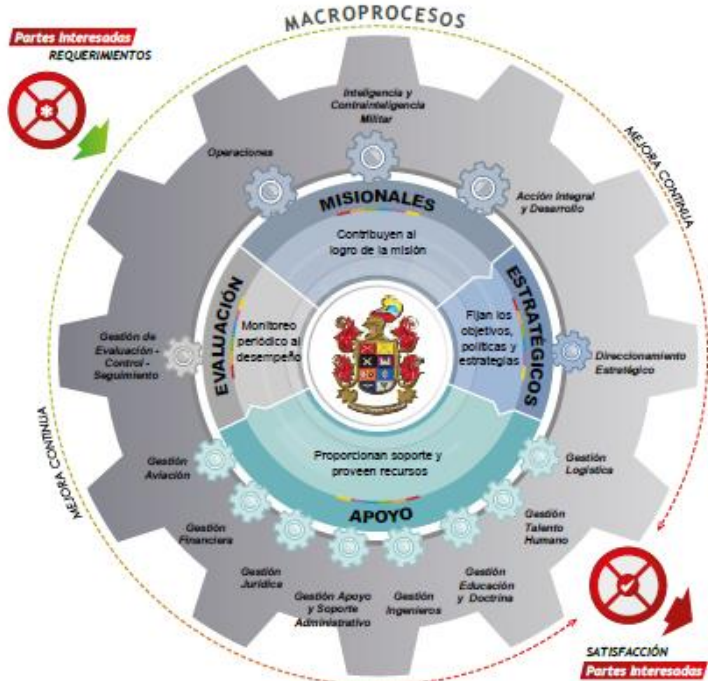 MACROPROCESOS
Partes Interesadas
REQUERIMIENTOS
MEJORA CONTINUA
Inteligencia y
Contrainteligencia
Militar
Operaciones
Acción Integral
y Desarrollo
MISIONALES
Contribuyen al
logro de la misión
EVALUACIÓN
Monitoreo
periódico al
desempeño
ESTRATÉGICOS
Fijan los
objetivos,
políticas y
estrategias
Gestión de
Evaluación -
Control -
Seguimiento
Direccionamiento
Estratégico
Proporcionan soporte y
proveen recursos
APOYO
MEJORA CONTINUA
Gestión
Aviación
Gestión
Financiera
Gestión
Jurídica
Gestión Apoyo
y Soporte
Administrativo
Gestión
Ingenieros
Gestión
Educación
y Doctrina
Gestión
Talento
Humano
Gestión
Logística
SATISFACCIÓN
Partes Interesadas